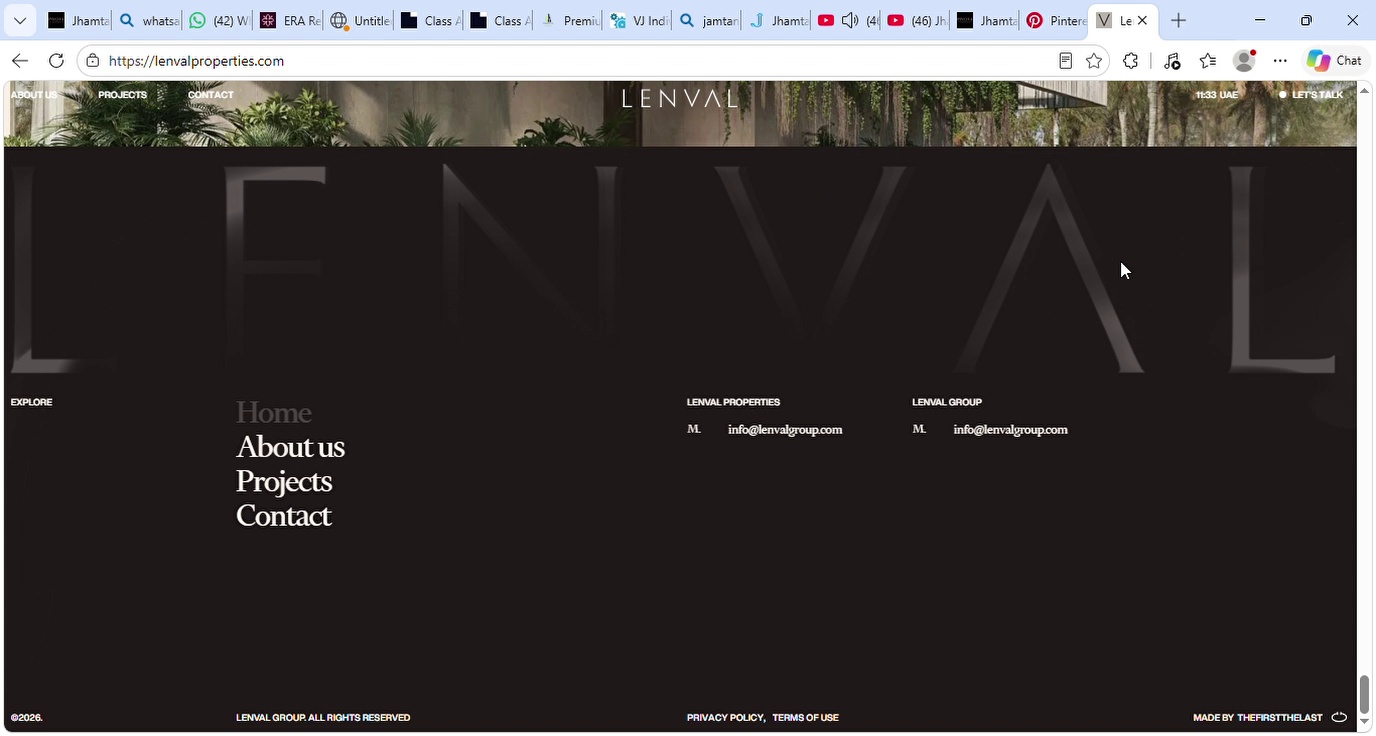 Jhamta
whatsa
(42) W
ERA Re
Untitle
Class A
Class A
Premiu
VJ Indi
jamtar
Jhamta
(46
(46) Jh
Jhamta
Pintere
Le
https://lenvalproperties.com
Chat
ABOUT US PROJECTS CONTACT LENVAL 11:33 UAE LET'S TALK
LENVAL
EXPLORE
Home
About us
Projects
Contact
LENVAL PROPERTIES
M. info@lenvalgroup.com
LENVAL GROUP
M. info@lenvalgroup.com
©2026. LENVAL GROUP. ALL RIGHTS RESERVED PRIVACY POLICY, TERMS OF USE MADE BY THEFIRSTTHELAST